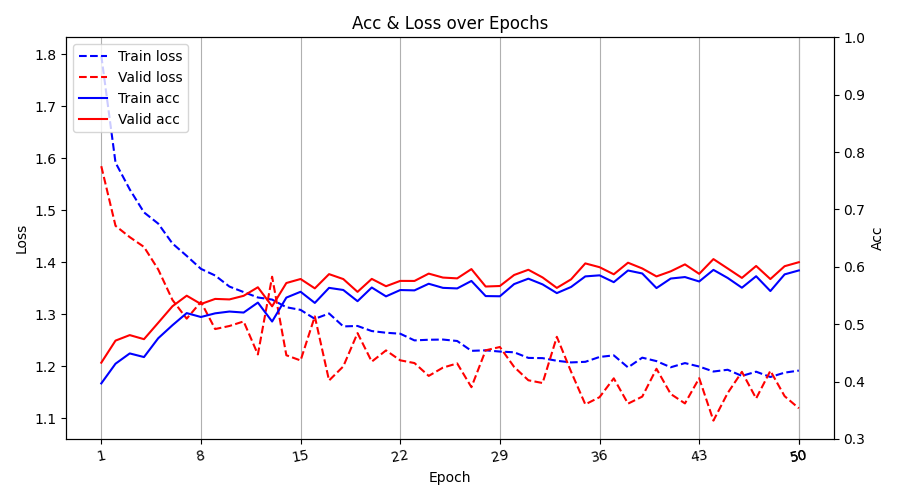 Acc & Loss over Epochs
Train loss
Valid loss
Train acc
Valid acc
Loss
1.8
1.7
1.6
1.5
1.4
1.3
1.2
1.1
1.0
0.9
0.8
0.7
0.6
0.5
0.4
0.3
Acc
1 8 15 22 29 36 43 50
Epoch